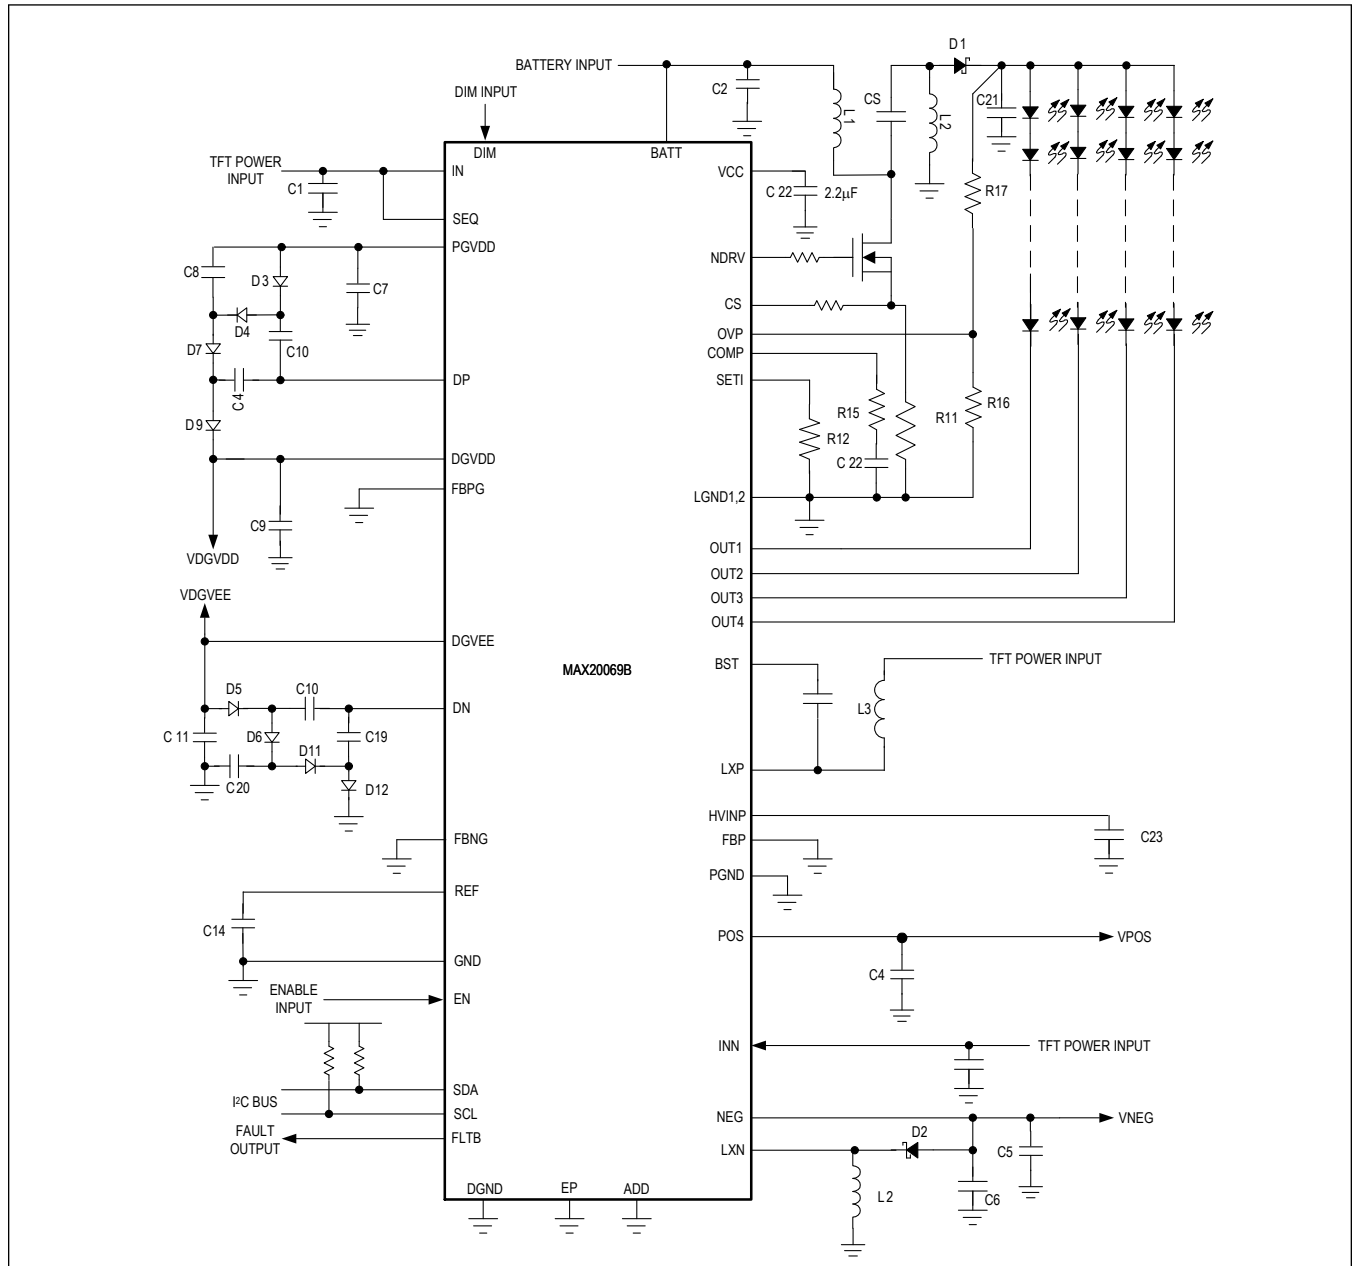 D1
BATTERY INPUT
C2
CS
L1
L2
C21
DIM INPUT
DIM
BATT
TFT POWER
INPUT
C1
IN
VCC
C 22
2.2µF
R17
SEQ
PGVDD
C8
D3
C7
NDRV
D4
C10
CS
OVP
D7
COMP
C4
DP
SETI
D9
R15
R12
R11
R16
C 22
DGVDD
FBPG
LGND1,2
C9
VDGVDD
OUT1
OUT2
OUT3
OUT4
VDGVEE
DGVEE
MAX20069B
BST
TFT POWER INPUT
L3
D5
C10
DN
C 11
D6
D11
C19
C20
D12
LXP
HVINP
C23
FBNG
FBP
PGND
REF
C14
GND
POS
VPOS
C4
ENABLE
INPUT
EN
INN
TFT POWER INPUT
I²C BUS
SDA
SCL
NEG
VNEG
FAULT
OUTPUT
FLTB
LXN
D2
C5
L2
C6
DGND
EP
ADD